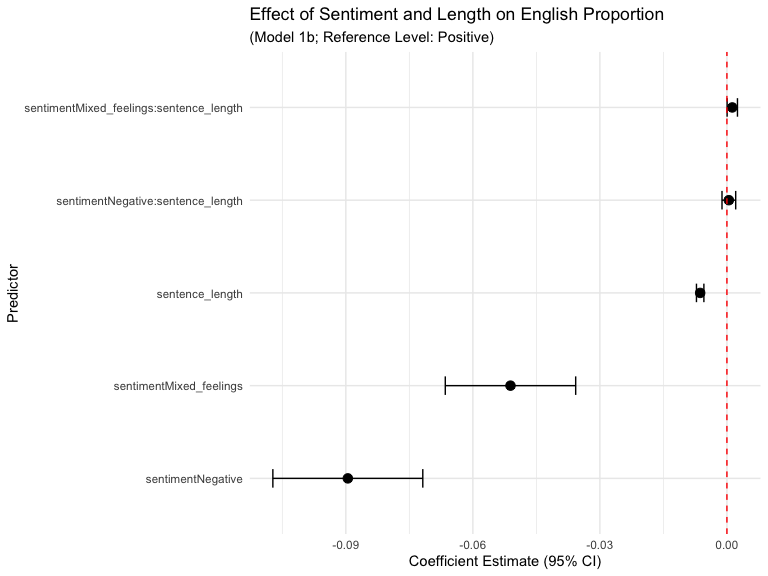 Effect of Sentiment and Length on English Proportion
(Model 1b; Reference Level: Positive)
Predictor
sentimentMixed_feelings:sentence_length
sentimentNegative:sentence_length
sentence_length
sentimentMixed_feelings
sentimentNegative
-0.09 -0.06 -0.03 0.00
Coefficient Estimate (95% CI)